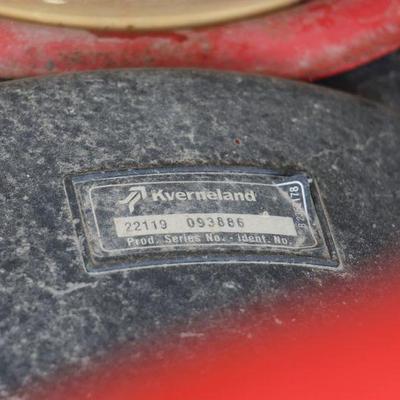 Kverneland
22119 093886
Prod. Series No. - Ident. No.